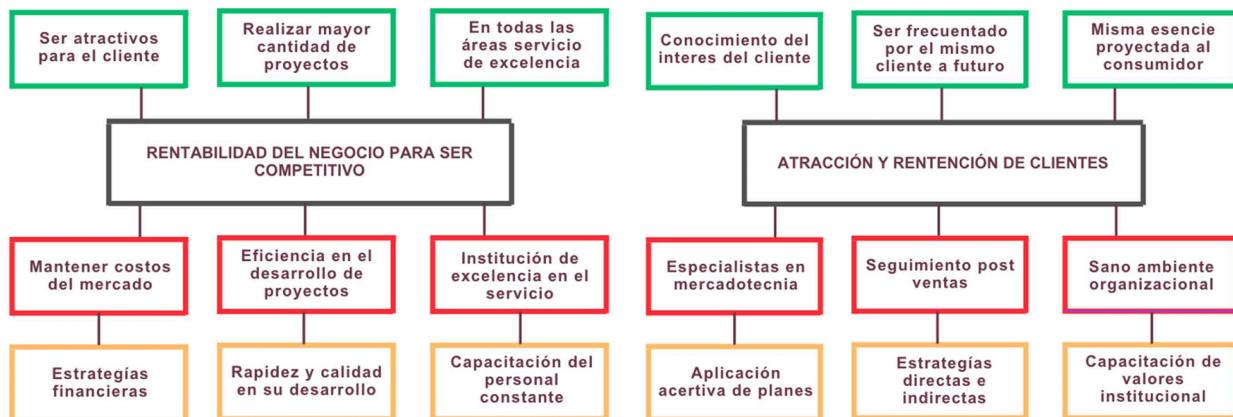 Ser atractivos
para el cliente
Realizar mayor
cantidad de
proyectos
En todas las
áreas servicio
de excelencia
RENTABILIDAD DEL NEGOCIO PARA SER
COMPETITIVO
Mantener costos
del mercado
Eficiencia en el
desarrollo de
proyectos
Institución de
excelencia en el
servicio
Estrategías
financieras
Rapidez y calidad
en su desarrollo
Capacitación del
personal
constante
Conocimiento del
interes del cliente
Ser frecuentado
por el mismo
cliente a futuro
Misma esencie
proyectada al
consumidor
ATRACCIÓN Y RENTENCIÓN DE CLIENTES
Especialistas en
mercadotecnia
Seguimiento post
ventas
Sano ambiente
organizacional
Aplicación
acertiva de planes
Estrategías
directas e
indirectas
Capacitación de
valores
institucional